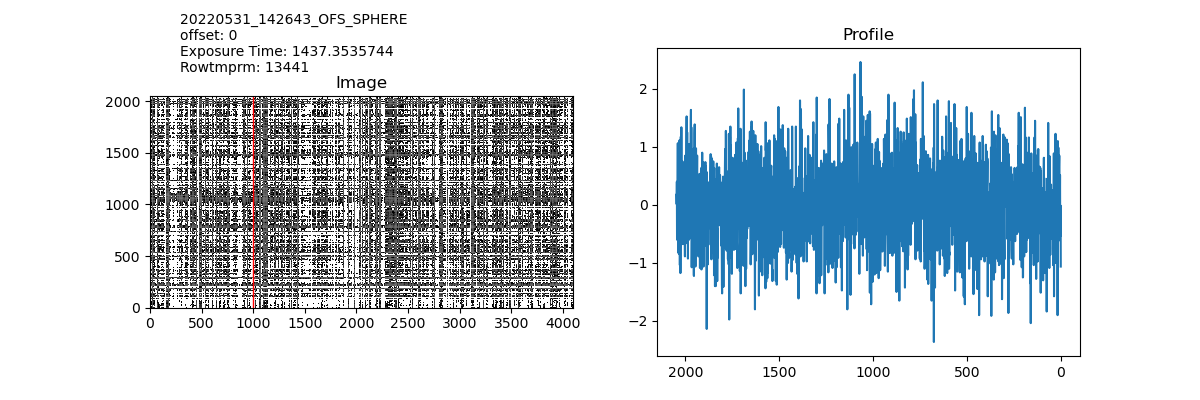 20220531_142643_OFS_SPHERE
offset: 0
Exposure Time: 1437.3535744
Rowtmprm: 13441
Image
2000
1500
1000
500
0
0 500 1000 1500 2000 2500 3000 3500 4000
Profile
2
1
0
−1
−2
2000 1500 1000 500 0